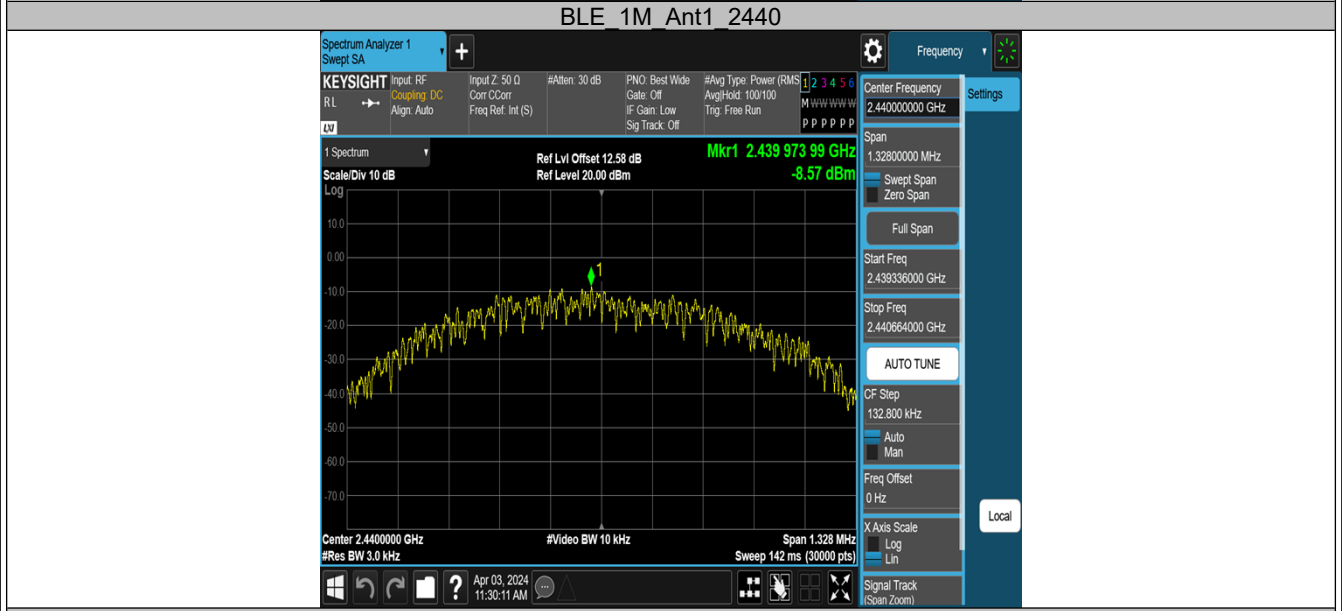 BLE_1M_Ant1_2440
Spectrum Analyzer 1
Swept SA
+
Frequency
KEYSIGHT
RL
LXI
Input: RF
Coupling: DC
Align: Auto
Input Z: 50 Ω
Corr CCorr
Freq Ref: Int (S)
#Atten: 30 dB
PNO: Best Wide
Gate: Off
IF Gain: Low
Sig Track: Off
#Avg Type: Power (RMS
Avg|Hold: 100/100
Trig: Free Run
1 2 3 4 5 6
M W W W W W
P P P P P P
1 Spectrum
Scale/Div 10 dB
Ref Lvl Offset 12.58 dB
Ref Level 20.00 dBm
Mkr1 2.439 973 99 GHz
-8.57 dBm
Log
10.0
0.00
-10.0
-20.0
-30.0
-40.0
-50.0
-60.0
-70.0
1
Center 2.4400000 GHz
#Res BW 3.0 kHz
#Video BW 10 kHz
Span 1.328 MHz
Sweep 142 ms (30000 pts)
?
Apr 03, 2024
11:30:11 AM
Center Frequency
2.440000000 GHz
Settings
Span
1.32800000 MHz
Swept Span
Zero Span
Full Span
Start Freq
2.439336000 GHz
Stop Freq
2.440664000 GHz
AUTO TUNE
CF Step
132.800 kHz
Auto
Man
Freq Offset
0 Hz
X Axis Scale
Log
Lin
Local
Signal Track
(Span Zoom)